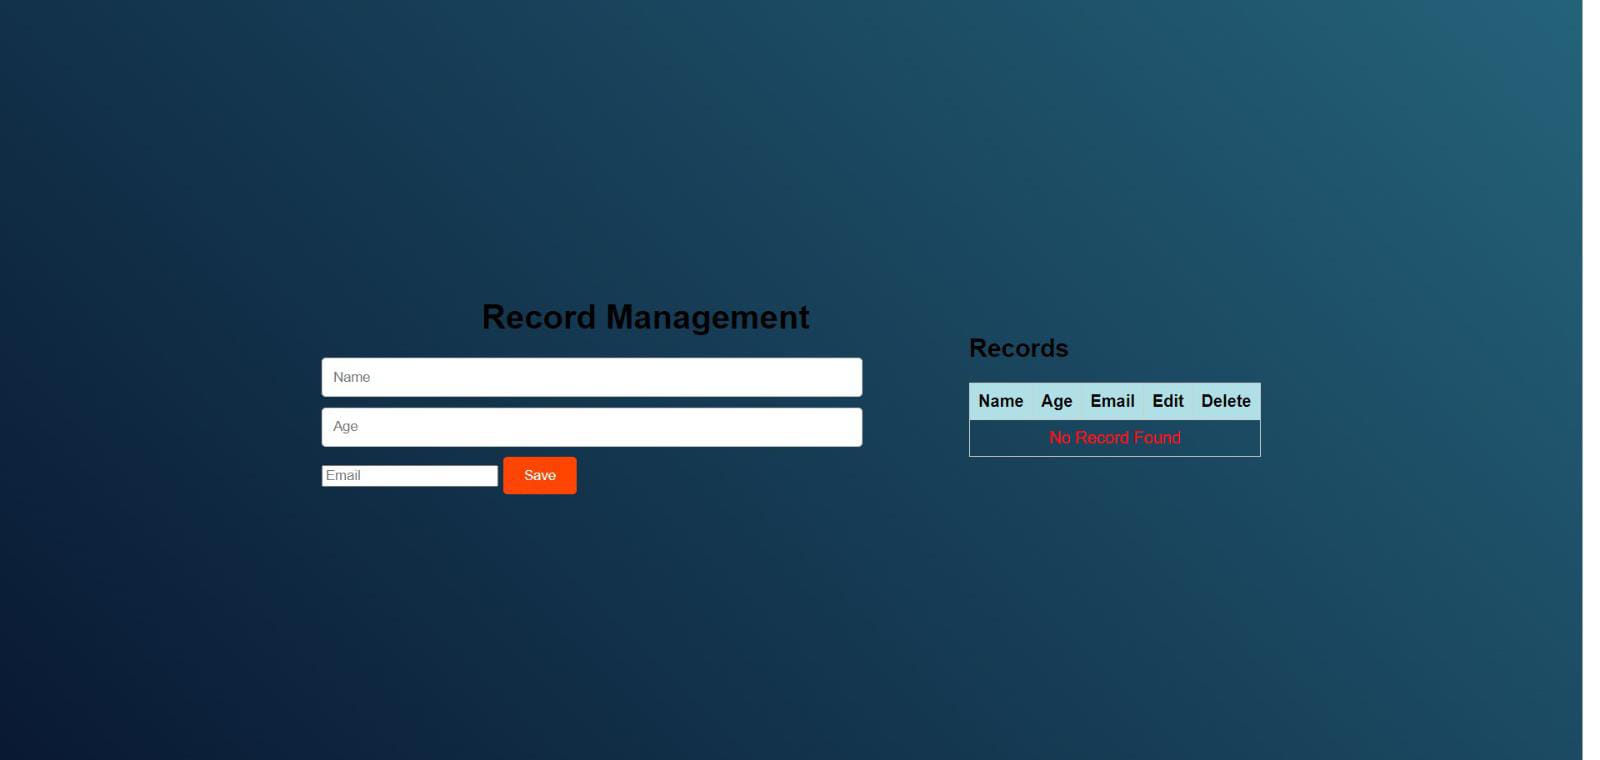 Record Management
Name
Age
Email
Save
Records
Name Age Email Edit Delete
No Record Found